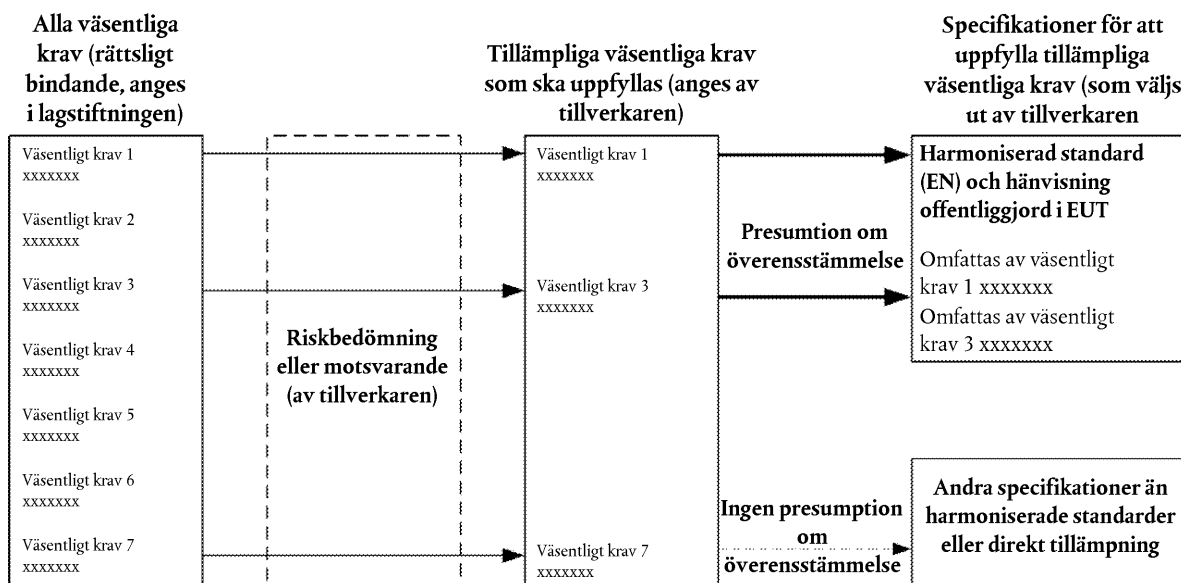 Alla väsentliga
krav (rättsligt
bindande, anges
i lagstiftningen)
Väsentligt krav 1
xxxxxxx
Väsentligt krav 2
xxxxxxx
Väsentligt krav 3
xxxxxxx
Väsentligt krav 4
xxxxxxx
Väsentligt krav 5
xxxxxxx
Väsentligt krav 6
xxxxxxx
Väsentligt krav 7
xxxxxxx
Riskbedömning
eller motsvarande
(av tillverkaren)
Tillämpliga väsentliga krav
som ska uppfyllas (anges av
tillverkaren)
Väsentligt krav 1
xxxxxxx
Väsentligt krav 3
xxxxxxx
Väsentligt krav 7
xxxxxxx
Presumtion om
överensstämmelse
Ingen presumption
om
överensstämmelse
Specifikationer för att
uppfylla tillämpliga
väsentliga krav (som väljs
ut av tillverkaren
Harmoniserad standard
(EN) och hänvisning
offentliggjord i EUT
Omfattas av väsentligt
krav 1 xxxxxxx
Omfattas av väsentligt
krav 3 xxxxxxx
Andra specifikationer än
harmoniserade standarder
eller direkt tillämpning